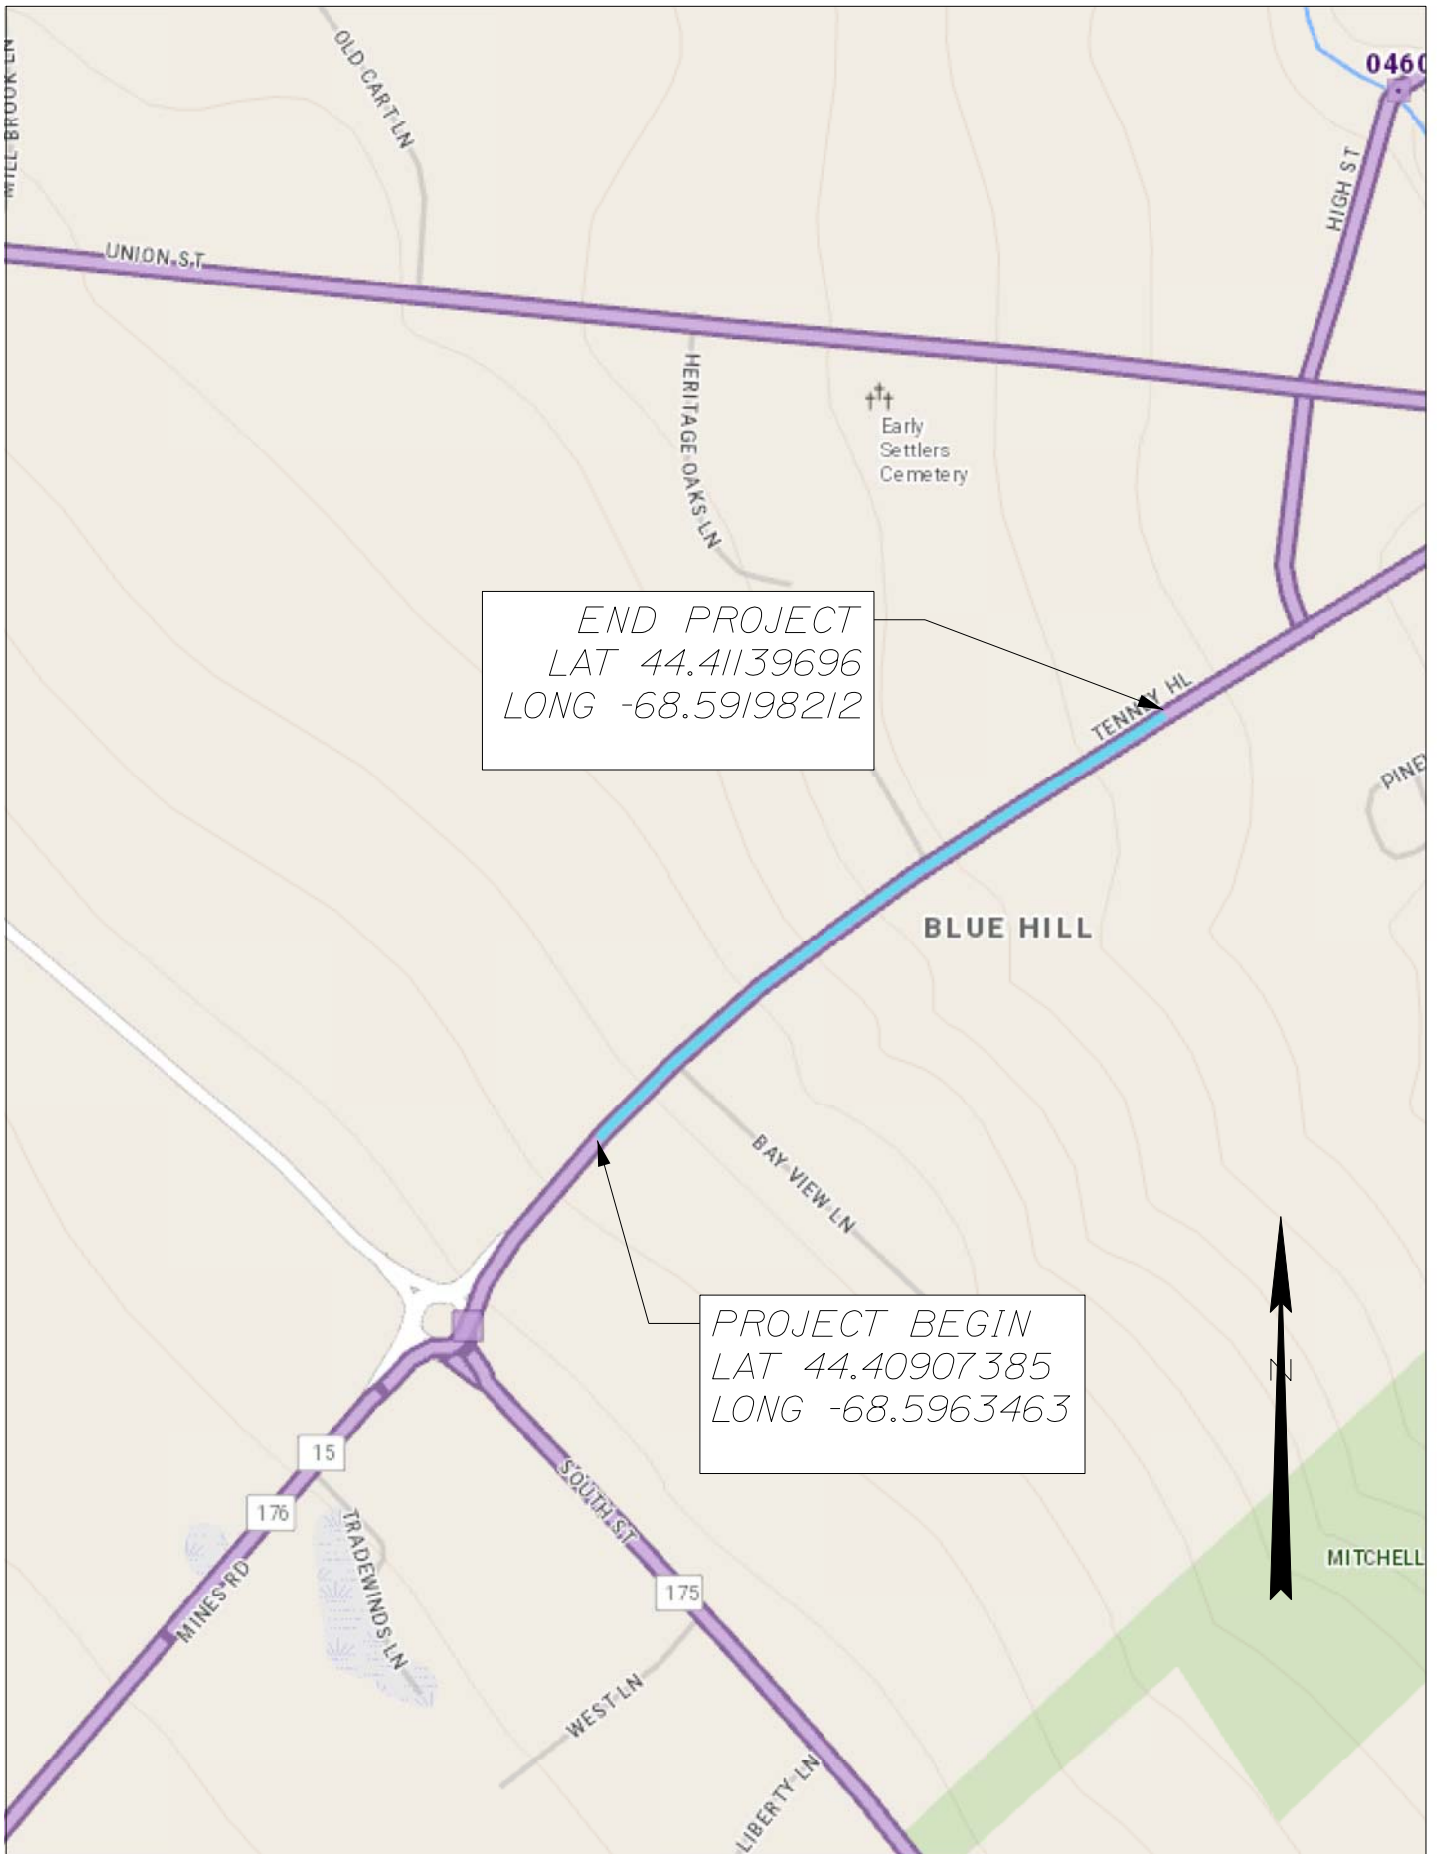 OLD CART LN
MILL BROOK LN
0460
HIGH ST
UNION ST
HERITAGE OAKS LN
Early
Settlers
Cemetery
END PROJECT
LAT 44.41139696
LONG -68.59198212
TENNEY HL
PINE
BLUE HILL
BAY VIEW LN
PROJECT BEGIN
LAT 44.40907385
LONG -68.5963463
N
15
176
SOUTH ST
TRADEWINDS LN
MINES RD
175
MITCHELL
WEST LN
LIBERTY LN